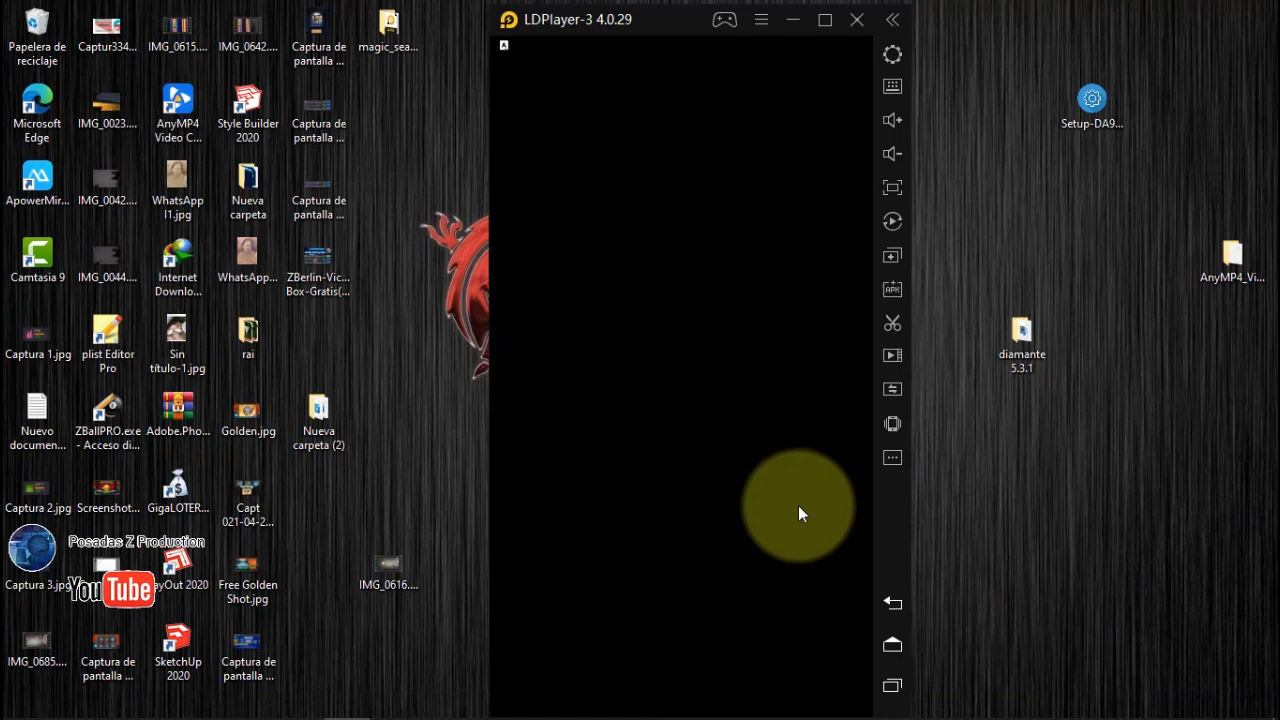 LDPlayer-3 4.0.29
A
Papelera de
reciclaje
Captur334...
IMG_0615....
IMG_0642....
Captura de
pantalla ...
magic_sea...
Microsoft
Edge
IMG_0023....
AnyMP4
Video C...
Style Builder
2020
Captura de
pantalla ...
Setup-DA9...
ApowerMir...
IMG_0042....
WhatsApp
I1.jpg
Nueva
carpeta
Captura de
pantalla ...
Camtasia 9
IMG_0044....
Internet
Downlo...
WhatsApp...
ZBerlin-Vic...
Box-Gratis(...
AnyMP4_Vi...
Captura 1.jpg
plist Editor
Pro
Sin
título-1.jpg
rai
diamante
5.3.1
Nuevo
documen...
ZBallPRO.exe
- Acceso di...
Adobe.Pho...
Golden.jpg
Nueva
carpeta (2)
Captura 2.jpg
Screenshot...
GigaLOTER...
Capt
021-04-2...
Posadas Z Production
Captura 3.jpg
YouTube
ayOut 2020
Free Golden
Shot.jpg
IMG_0616....
IMG_0685....
Captura de
pantalla ...
SketchUp
2020
Captura de
pantalla ...
APK